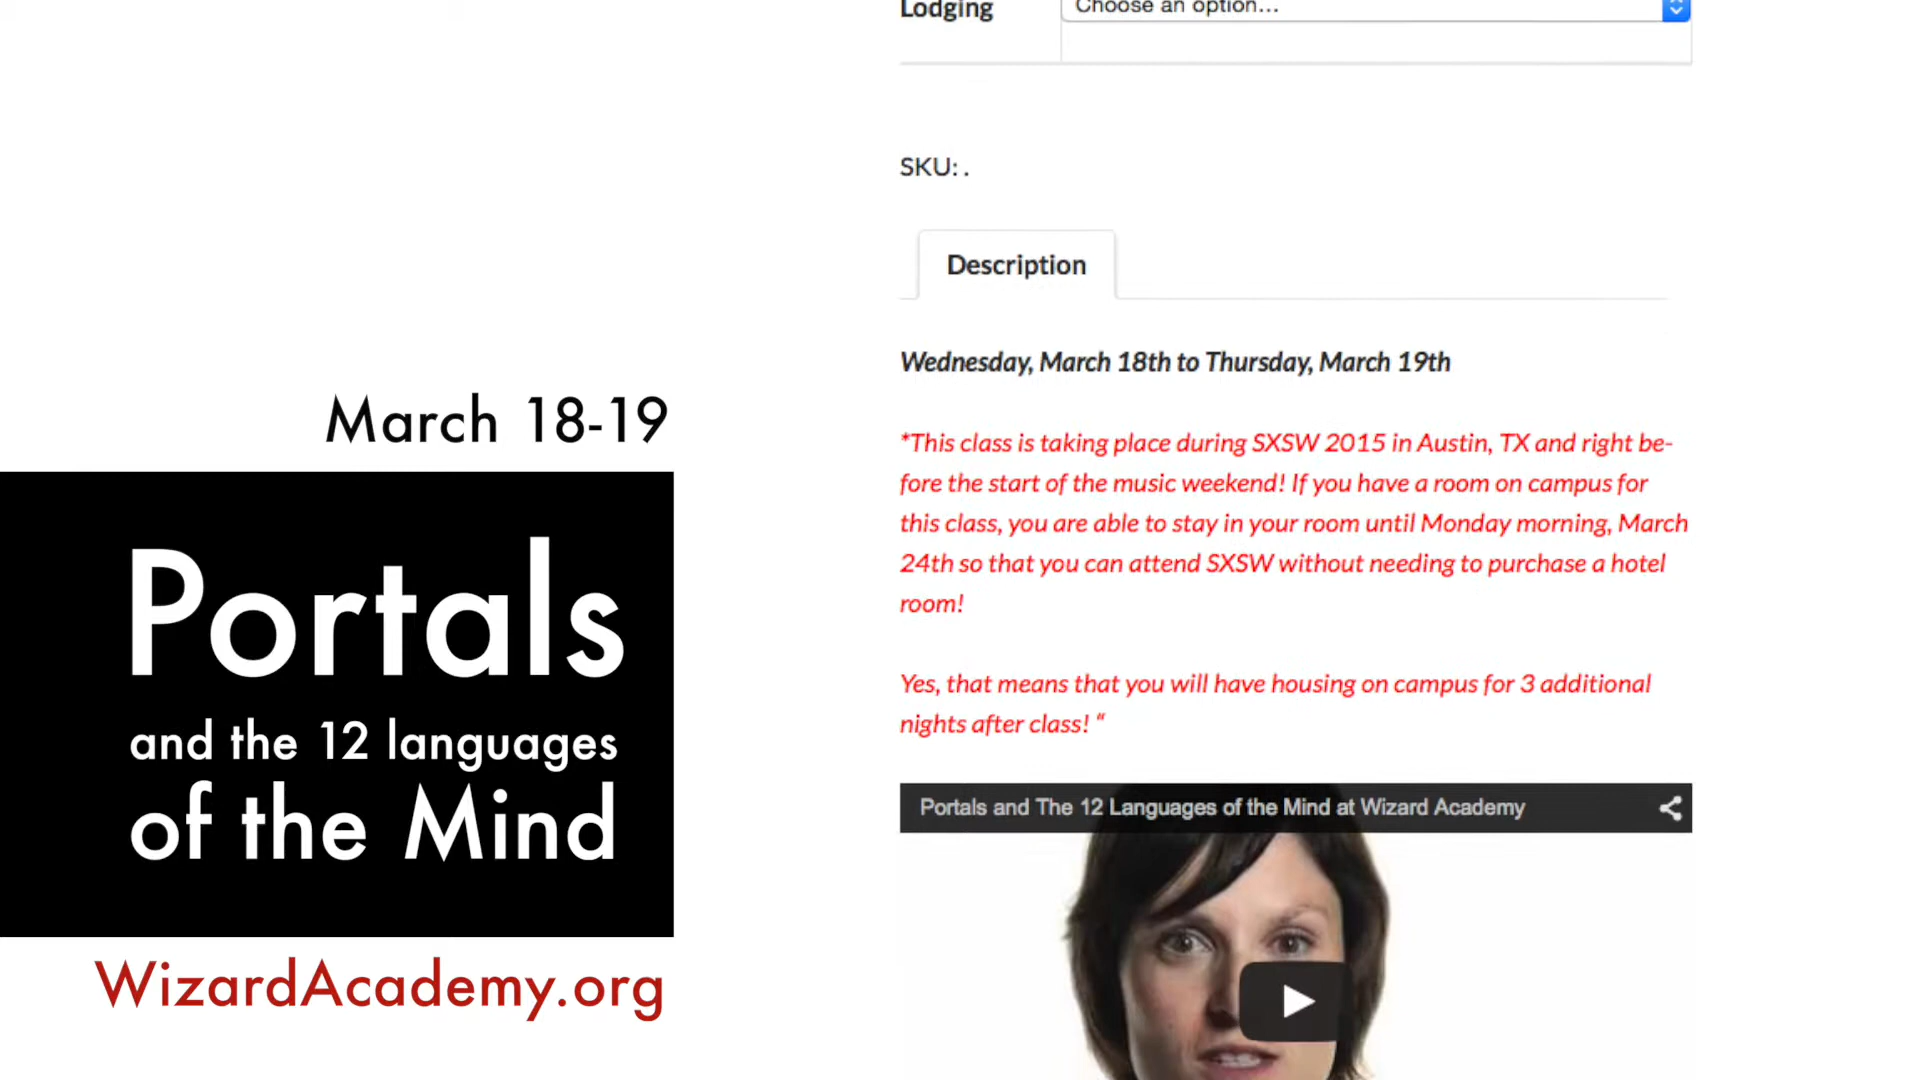 March 18-19
Portals
and the 12 languages
of the Mind
WizardAcademy.org
Lodging
Choose an option...
SKU: .
Description
Wednesday, March 18th to Thursday, March 19th
*This class is taking place during SXSW 2015 in Austin, TX and right be-
fore the start of the music weekend! If you have a room on campus for
this class, you are able to stay in your room until Monday morning, March
24th so that you can attend SXSW without needing to purchase a hotel
room!
Yes, that means that you will have housing on campus for 3 additional
nights after class! “
Portals and The 12 Languages of the Mind at Wizard Academy